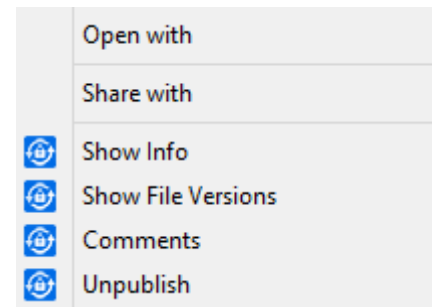 Open with
Share with
Show Info
Show File Versions
Comments
Unpublish